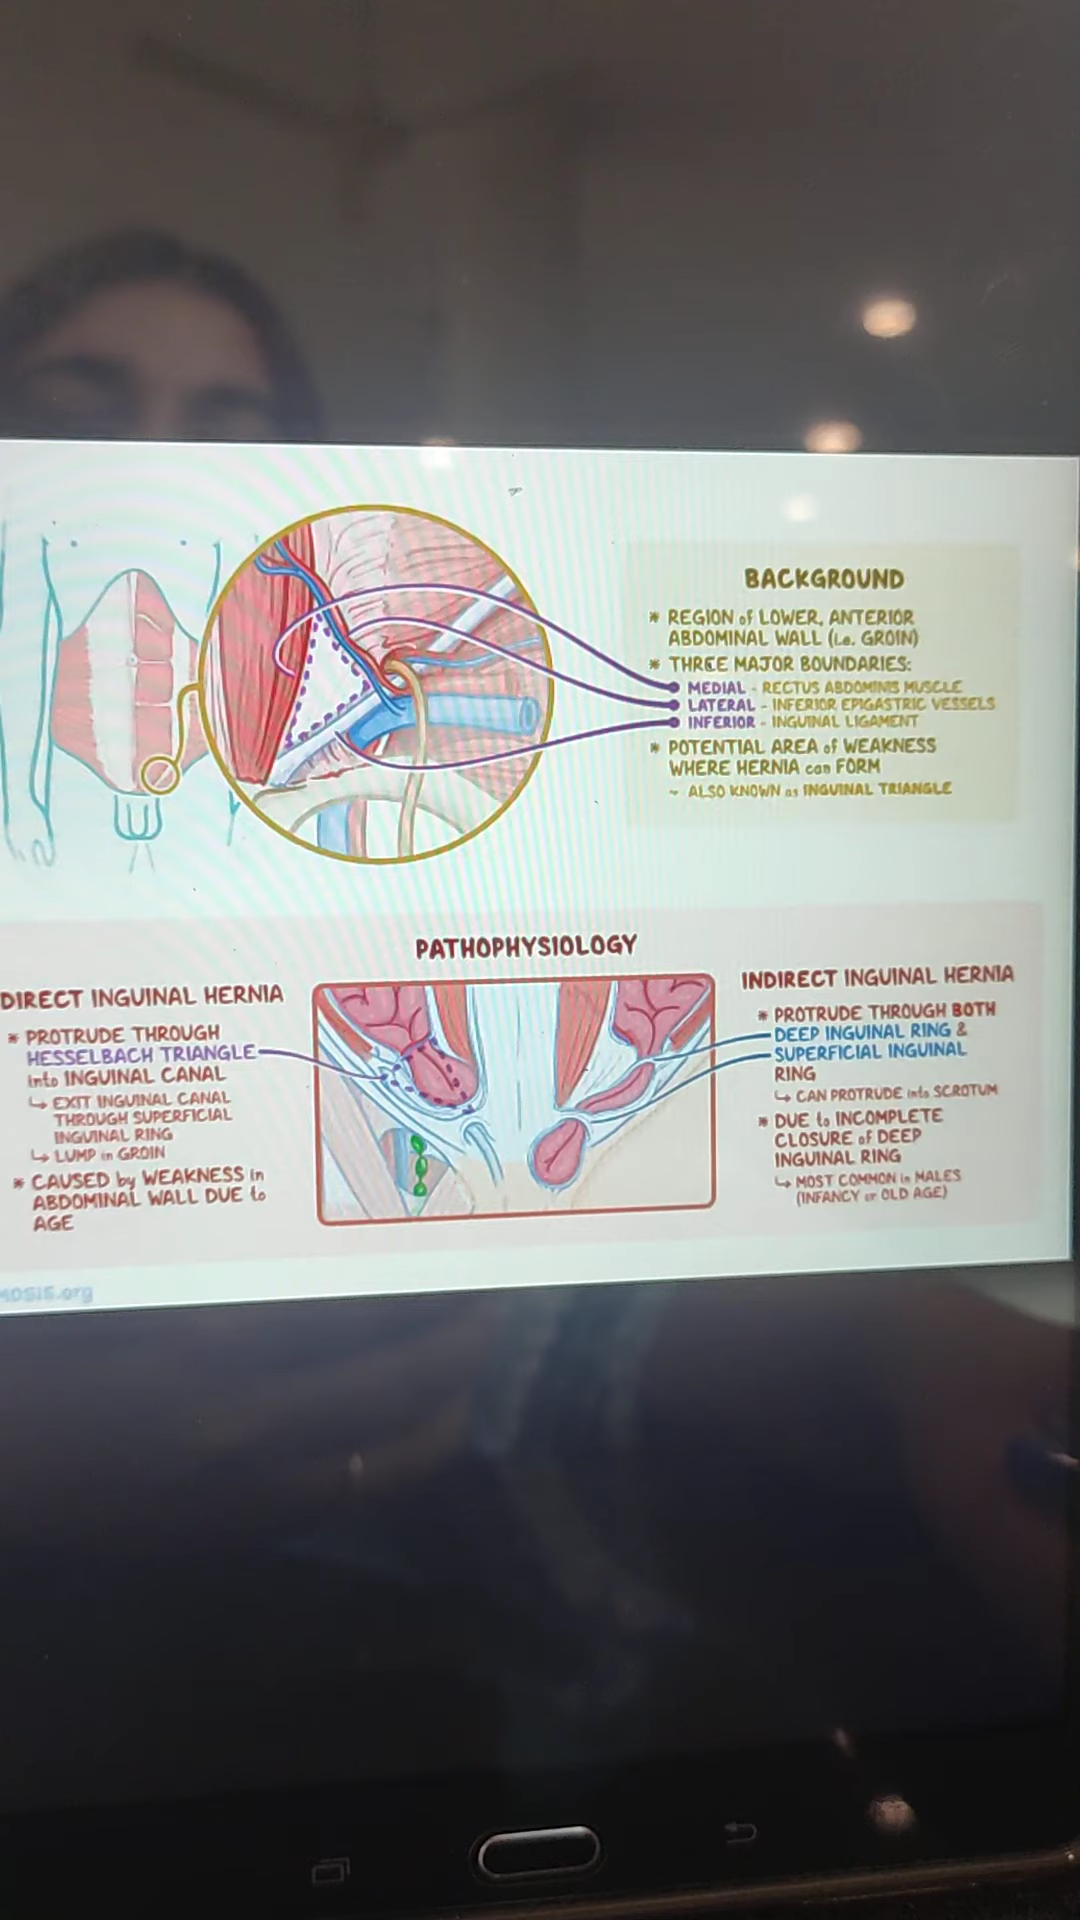 BACKGROUND
* REGION of LOWER, ANTERIOR
ABDOMINAL WALL (i.e. GROIN)
* THREE MAJOR BOUNDARIES:
MEDIAL - RECTUS ABDOMINIS MUSCLE
LATERAL - INFERIOR EPIGASTRIC VESSELS
INFERIOR - INGUINAL LIGAMENT
* POTENTIAL AREA of WEAKNESS
WHERE HERNIA can FORM
~ ALSO KNOWN as INGUINAL TRIANGLE
PATHOPHYSIOLOGY
DIRECT INGUINAL HERNIA
* PROTRUDE THROUGH
HESSELBACH TRIANGLE
into INGUINAL CANAL
↳ EXIT INGUINAL CANAL
THROUGH SUPERFICIAL
INGUINAL RING
↳ LUMP in GROIN
* CAUSED by WEAKNESS in
ABDOMINAL WALL DUE to
AGE
INDIRECT INGUINAL HERNIA
* PROTRUDE THROUGH BOTH
DEEP INGUINAL RING &
SUPERFICIAL INGUINAL
RING
↳ CAN PROTRUDE into SCROTUM
* DUE to INCOMPLETE
CLOSURE of DEEP
INGUINAL RING
↳ MOST COMMON in MALES
(INFANCY or OLD AGE)
MOSIS.org